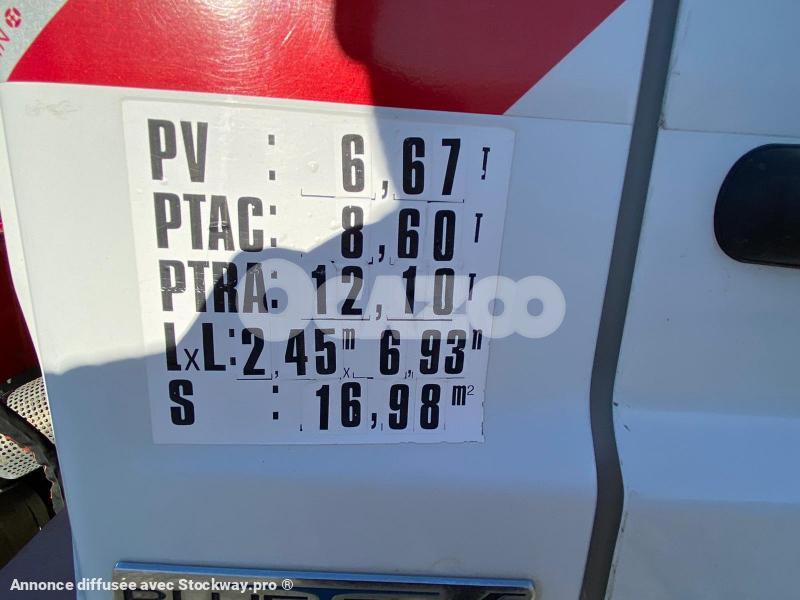 PV : 6,67 T
PTAC: 8,60 T
PTRA: 12,10 T
LxL: 2,45 m x 6,93 m
S : 16,98 m²
OCAZOO
Annonce diffusée avec Stockway.pro ®